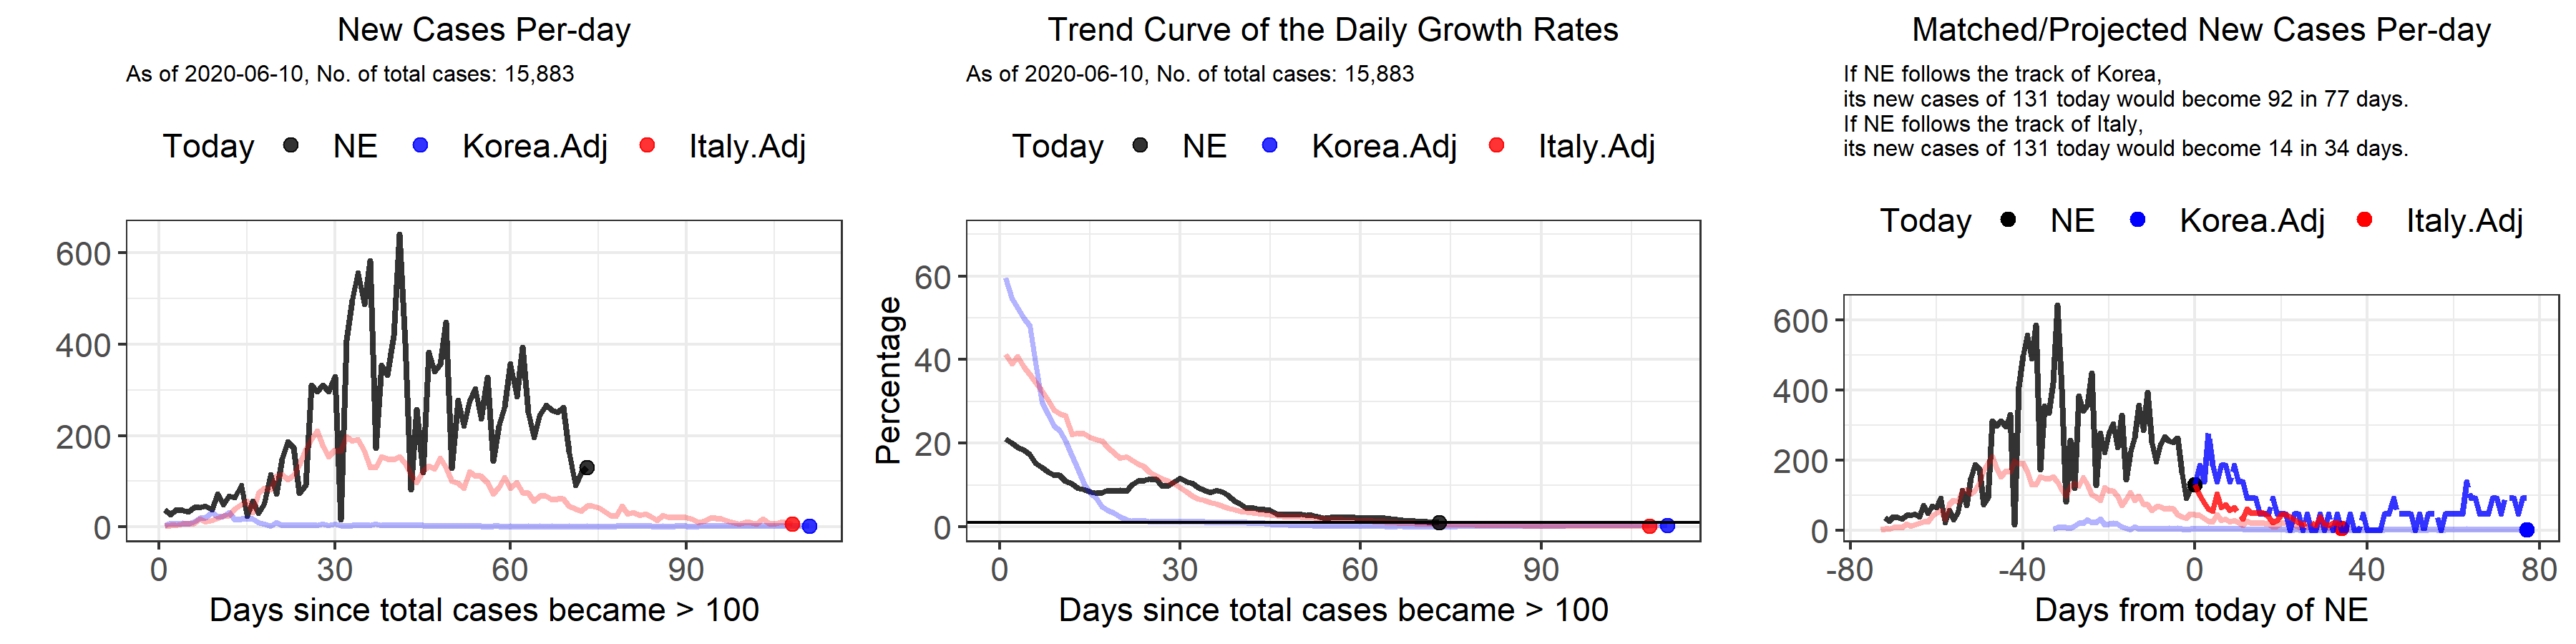 New Cases Per-day
As of 2020-06-10, No. of total cases: 15,883
Today NE Korea.Adj Italy.Adj
600
400
200
0
0 30 60 90
Days since total cases became > 100
Trend Curve of the Daily Growth Rates
As of 2020-06-10, No. of total cases: 15,883
Today NE Korea.Adj Italy.Adj
Percentage
60
40
20
0
0 30 60 90
Days since total cases became > 100
Matched/Projected New Cases Per-day
If NE follows the track of Korea,
its new cases of 131 today would become 92 in 77 days.
If NE follows the track of Italy,
its new cases of 131 today would become 14 in 34 days.
Today NE Korea.Adj Italy.Adj
600
400
200
0
-80 -40 0 40 80
Days from today of NE